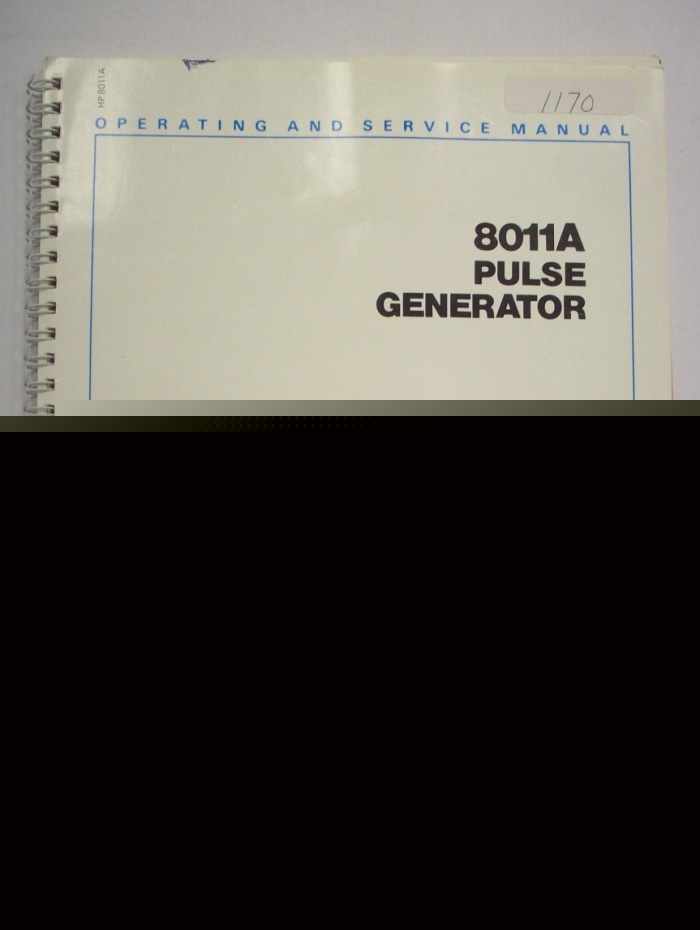 HP 8011A
1170
OPERATING AND SERVICE MANUAL
8011A
PULSE
GENERATOR